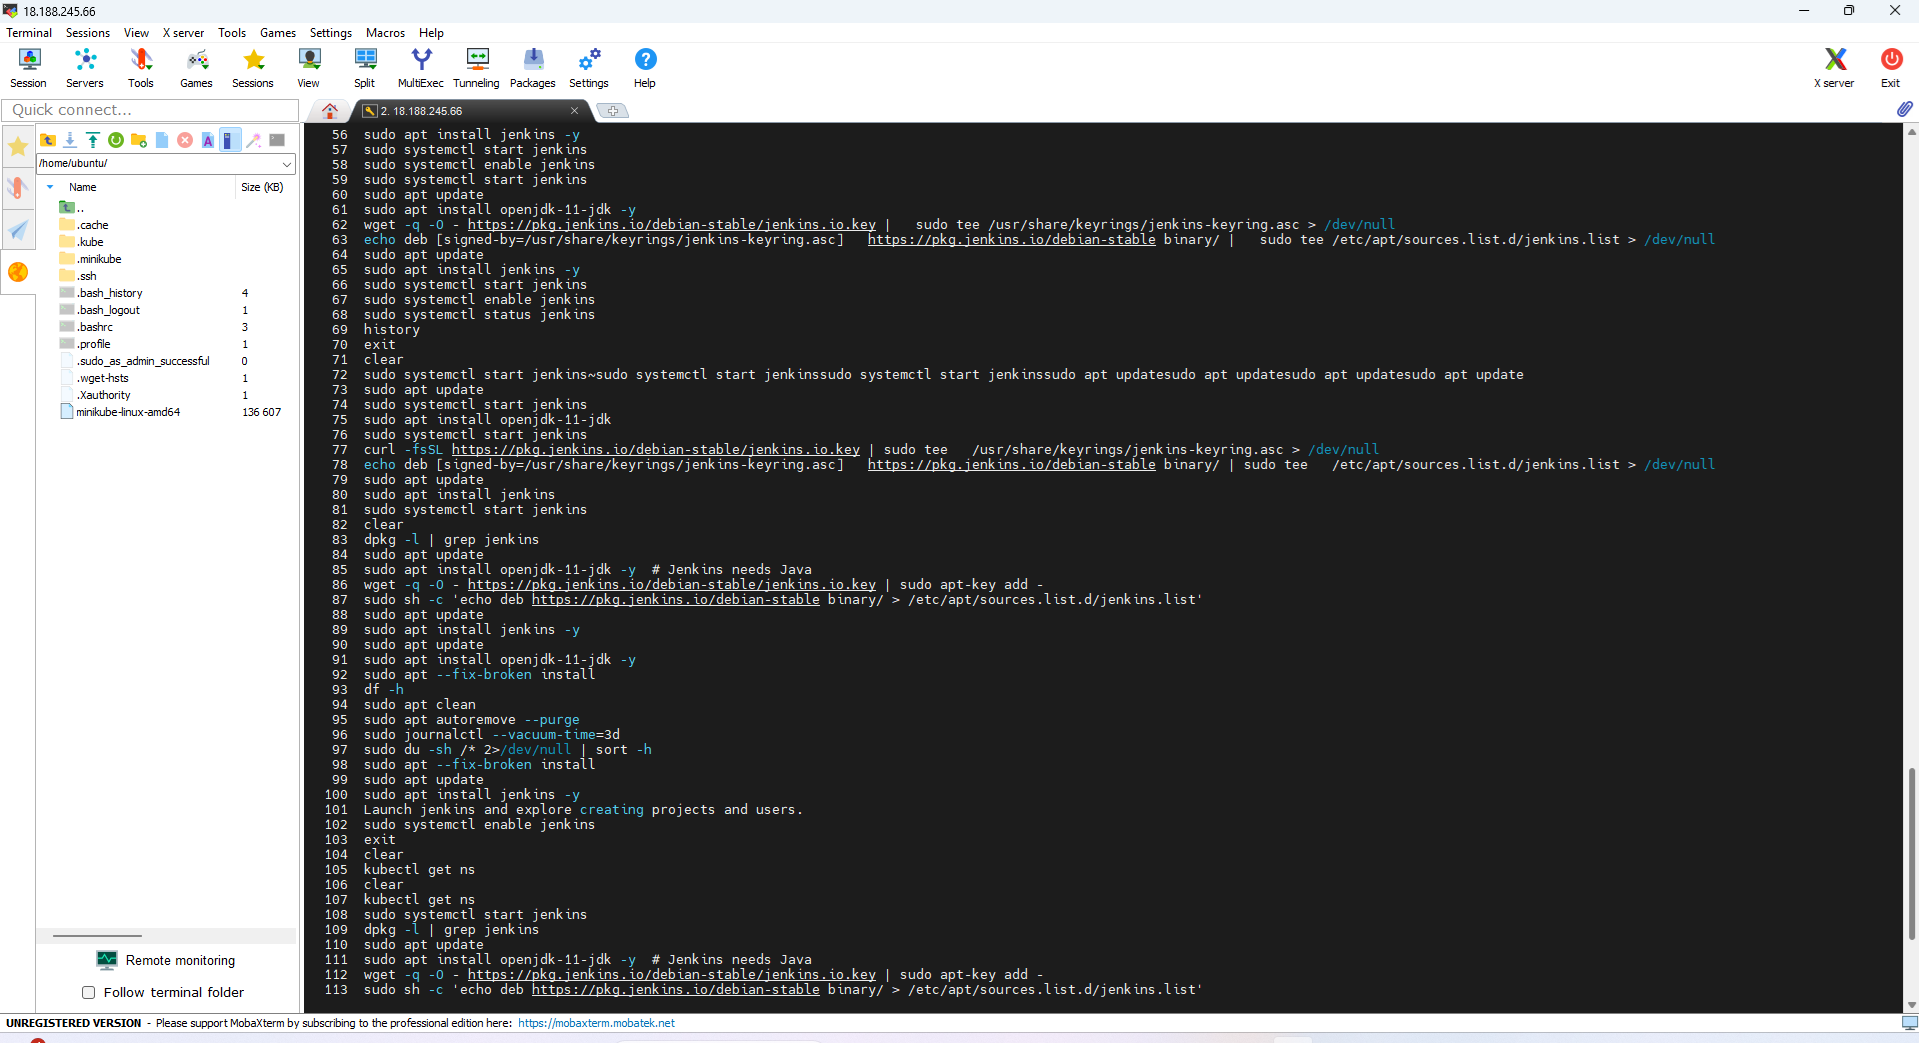 18.188.245.66
Terminal Sessions View X server Tools Games Settings Macros Help
Session Servers Tools Games Sessions View Split MultiExec Tunneling Packages Settings Help X server Exit
Quick connect...
2. 18.188.245.66
/home/ubuntu/
Name Size (KB)
..
.cache
.kube
.minikube
.ssh
.bash_history 4
.bash_logout 1
.bashrc 3
.profile 1
.sudo_as_admin_successful 0
.wget-hsts 1
.Xauthority 1
minikube-linux-amd64 136 607
Remote monitoring
Follow terminal folder
56 sudo apt install jenkins -y
57 sudo systemctl start jenkins
58 sudo systemctl enable jenkins
59 sudo systemctl start jenkins
60 sudo apt update
61 sudo apt install openjdk-11-jdk -y
62 wget -q -O - https://pkg.jenkins.io/debian-stable/jenkins.io.key |   sudo tee /usr/share/keyrings/jenkins-keyring.asc > /dev/null
63 echo deb [signed-by=/usr/share/keyrings/jenkins-keyring.asc]   https://pkg.jenkins.io/debian-stable binary/ |   sudo tee /etc/apt/sources.list.d/jenkins.list > /dev/null
64 sudo apt update
65 sudo apt install jenkins -y
66 sudo systemctl start jenkins
67 sudo systemctl enable jenkins
68 sudo systemctl status jenkins
69 history
70 exit
71 clear
72 sudo systemctl start jenkins~sudo systemctl start jenkinssudo systemctl start jenkinssudo apt updatesudo apt updatesudo apt updatesudo apt update
73 sudo apt update
74 sudo systemctl start jenkins
75 sudo apt install openjdk-11-jdk
76 sudo systemctl start jenkins
77 curl -fsSL https://pkg.jenkins.io/debian-stable/jenkins.io.key | sudo tee   /usr/share/keyrings/jenkins-keyring.asc > /dev/null
78 echo deb [signed-by=/usr/share/keyrings/jenkins-keyring.asc]   https://pkg.jenkins.io/debian-stable binary/ | sudo tee   /etc/apt/sources.list.d/jenkins.list > /dev/null
79 sudo apt update
80 sudo apt install jenkins
81 sudo systemctl start jenkins
82 clear
83 dpkg -l | grep jenkins
84 sudo apt update
85 sudo apt install openjdk-11-jdk -y  # Jenkins needs Java
86 wget -q -O - https://pkg.jenkins.io/debian-stable/jenkins.io.key | sudo apt-key add -
87 sudo sh -c 'echo deb https://pkg.jenkins.io/debian-stable binary/ > /etc/apt/sources.list.d/jenkins.list'
88 sudo apt update
89 sudo apt install jenkins -y
90 sudo apt update
91 sudo apt install openjdk-11-jdk -y
92 sudo apt --fix-broken install
93 df -h
94 sudo apt clean
95 sudo apt autoremove --purge
96 sudo journalctl --vacuum-time=3d
97 sudo du -sh /* 2>/dev/null | sort -h
98 sudo apt --fix-broken install
99 sudo apt update
100 sudo apt install jenkins -y
101 Launch jenkins and explore creating projects and users.
102 sudo systemctl enable jenkins
103 exit
104 clear
105 kubectl get ns
106 clear
107 kubectl get ns
108 sudo systemctl start jenkins
109 dpkg -l | grep jenkins
110 sudo apt update
111 sudo apt install openjdk-11-jdk -y  # Jenkins needs Java
112 wget -q -O - https://pkg.jenkins.io/debian-stable/jenkins.io.key | sudo apt-key add -
113 sudo sh -c 'echo deb https://pkg.jenkins.io/debian-stable binary/ > /etc/apt/sources.list.d/jenkins.list'
UNREGISTERED VERSION - Please support MobaXterm by subscribing to the professional edition here: https://mobaxterm.mobatek.net